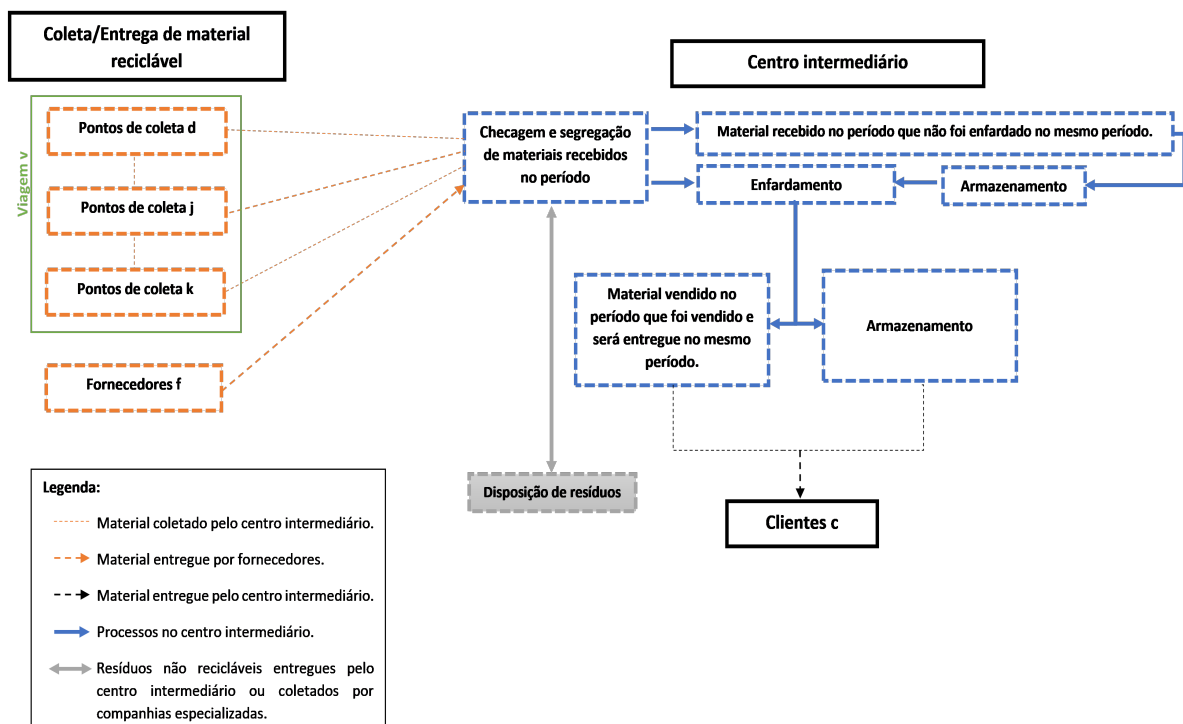 Coleta/Entrega de material
reciclável
Centro intermediário
Viagem v
Pontos de coleta d
Pontos de coleta j
Pontos de coleta k
Fornecedores f
Checagem e segregação
de materiais recebidos
no período
Material recebido no período que não foi enfardado no mesmo período.
Enfardamento
Armazenamento
Material vendido no
período que foi vendido e
será entregue no mesmo
período.
Armazenamento
Disposição de resíduos
Clientes c
Legenda:
Material coletado pelo centro intermediário.
Material entregue por fornecedores.
Material entregue pelo centro intermediário.
Processos no centro intermediário.
Resíduos não recicláveis entregues pelo
centro intermediário ou coletados por
companhias especializadas.